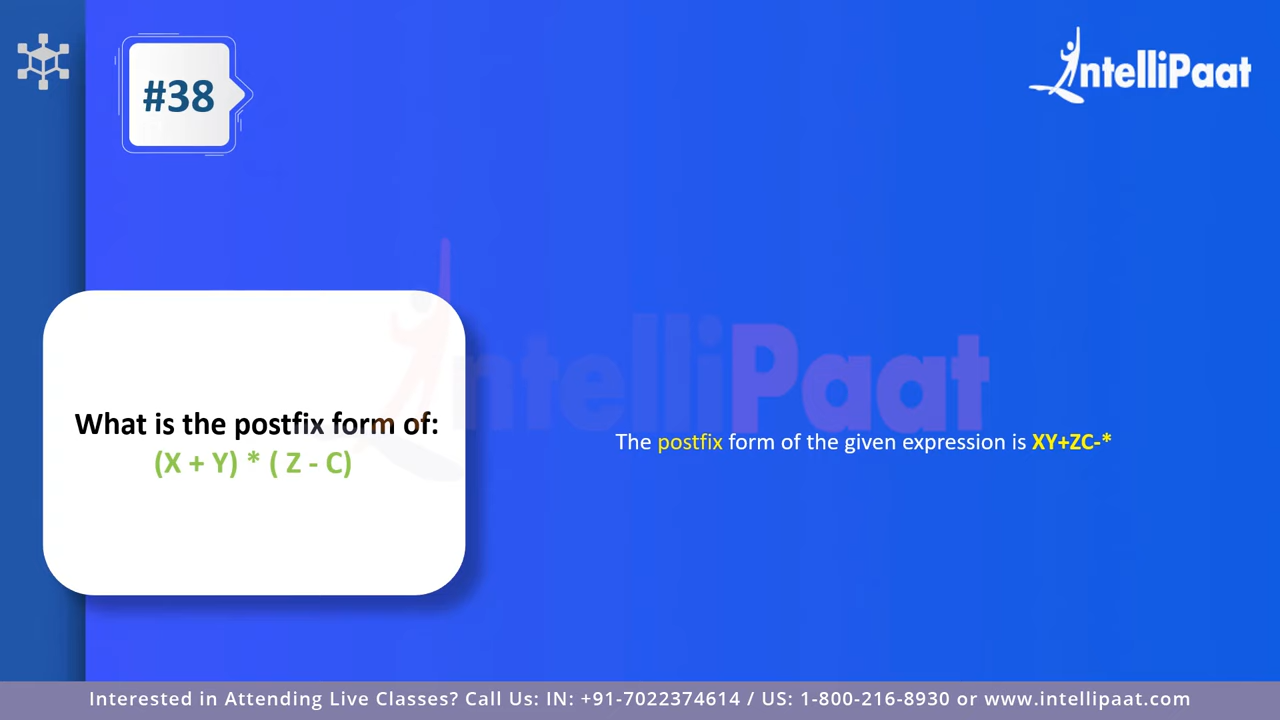 #38
IntelliPaat
IntelliPaat
What is the postfix form of:
(X + Y) * ( Z - C)
The postfix form of the given expression is XY+ZC-*
Interested in Attending Live Classes? Call Us: IN: +91-7022374614 / US: 1-800-216-8930 or www.intellipaat.com